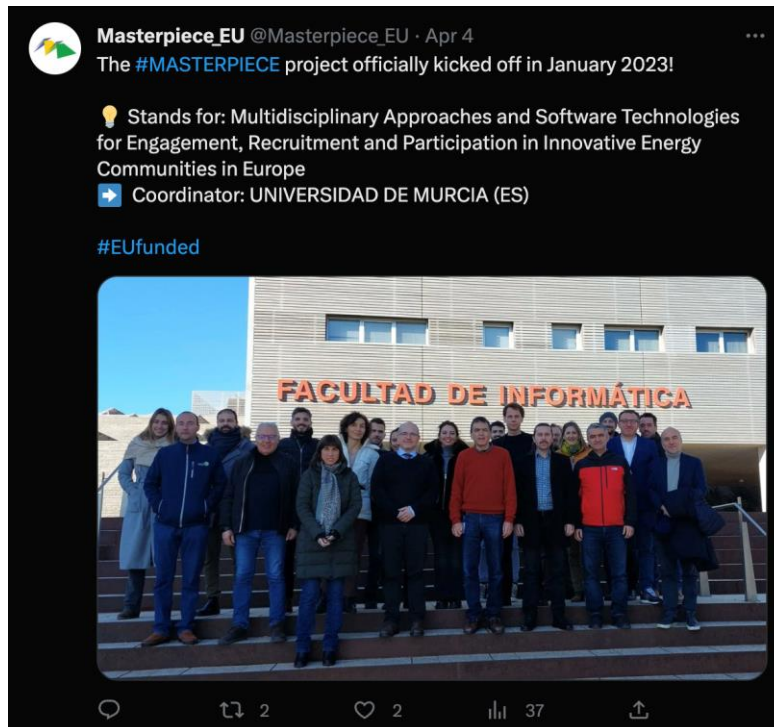 Masterpiece_EU @Masterpiece_EU · Apr 4
The #MASTERPIECE project officially kicked off in January 2023!
💡 Stands for: Multidisciplinary Approaches and Software Technologies
for Engagement, Recruitment and Participation in Innovative Energy
Communities in Europe
➡️ Coordinator: UNIVERSIDAD DE MURCIA (ES)
#EUfunded
FACULTAD DE INFORMÁTICA
2 2 37